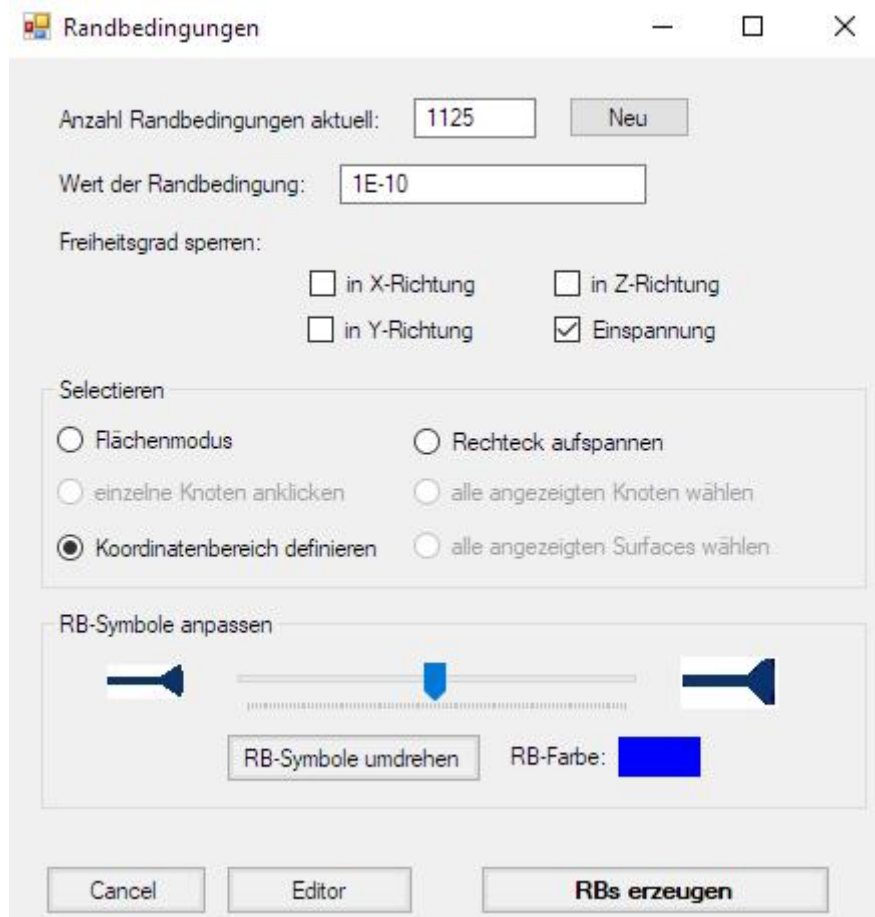 Randbedingungen
Anzahl Randbedingungen aktuell: 1125 Neu
Wert der Randbedingung: 1E-10
Freiheitsgrad sperren:
in X-Richtung in Z-Richtung
in Y-Richtung Einspannung
Selectieren
Flächenmodus Rechteck aufspannen
einzelne Knoten anklicken alle angezeigten Knoten wählen
Koordinatenbereich definieren alle angezeigten Surfaces wählen
RB-Symbole anpassen
RB-Symbole umdrehen RB-Farbe:
Cancel Editor RBs erzeugen